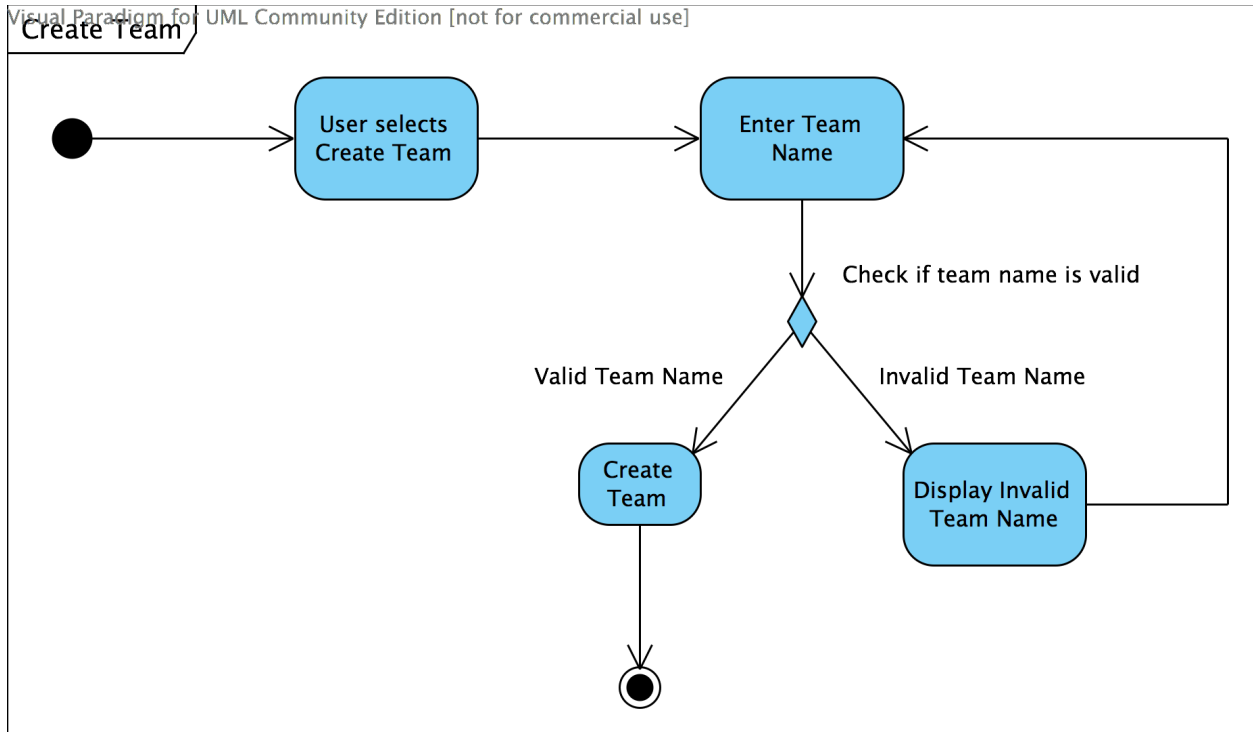 Visual Paradigm for UML Community Edition [not for commercial use]
Create Team
User selects
Create Team
Enter Team
Name
Check if team name is valid
Valid Team Name
Invalid Team Name
Create
Team
Display Invalid
Team Name